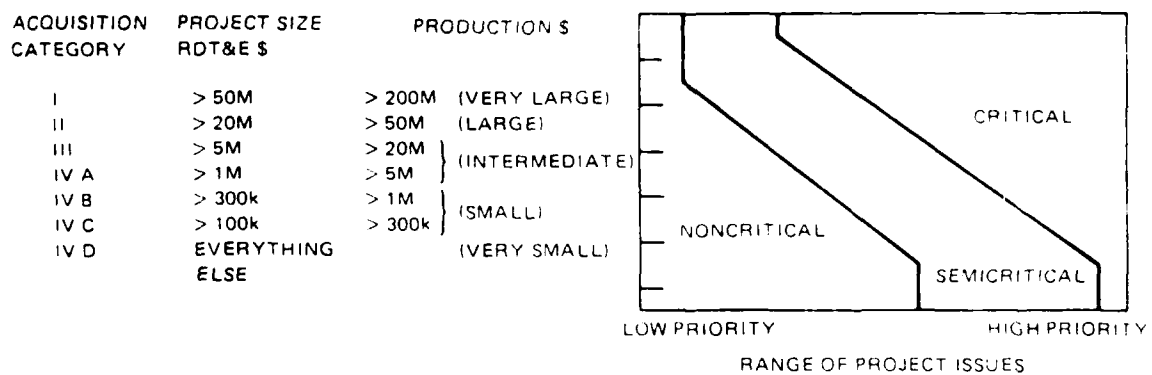 ACQUISITION PROJECT SIZE PRODUCTION $
CATEGORY RDT&E $
I > 50M > 200M (VERY LARGE)
II > 20M > 50M (LARGE)
III > 5M > 20M
(INTERMEDIATE)
IV A > 1M > 5M
IV B > 300k > 1M
(SMALL)
IV C > 100k > 300k
IV D EVERYTHING (VERY SMALL)
ELSE
CRITICAL
NONCRITICAL
SEMICRITICAL
LOW PRIORITY HIGH PRIORITY
RANGE OF PROJECT ISSUES